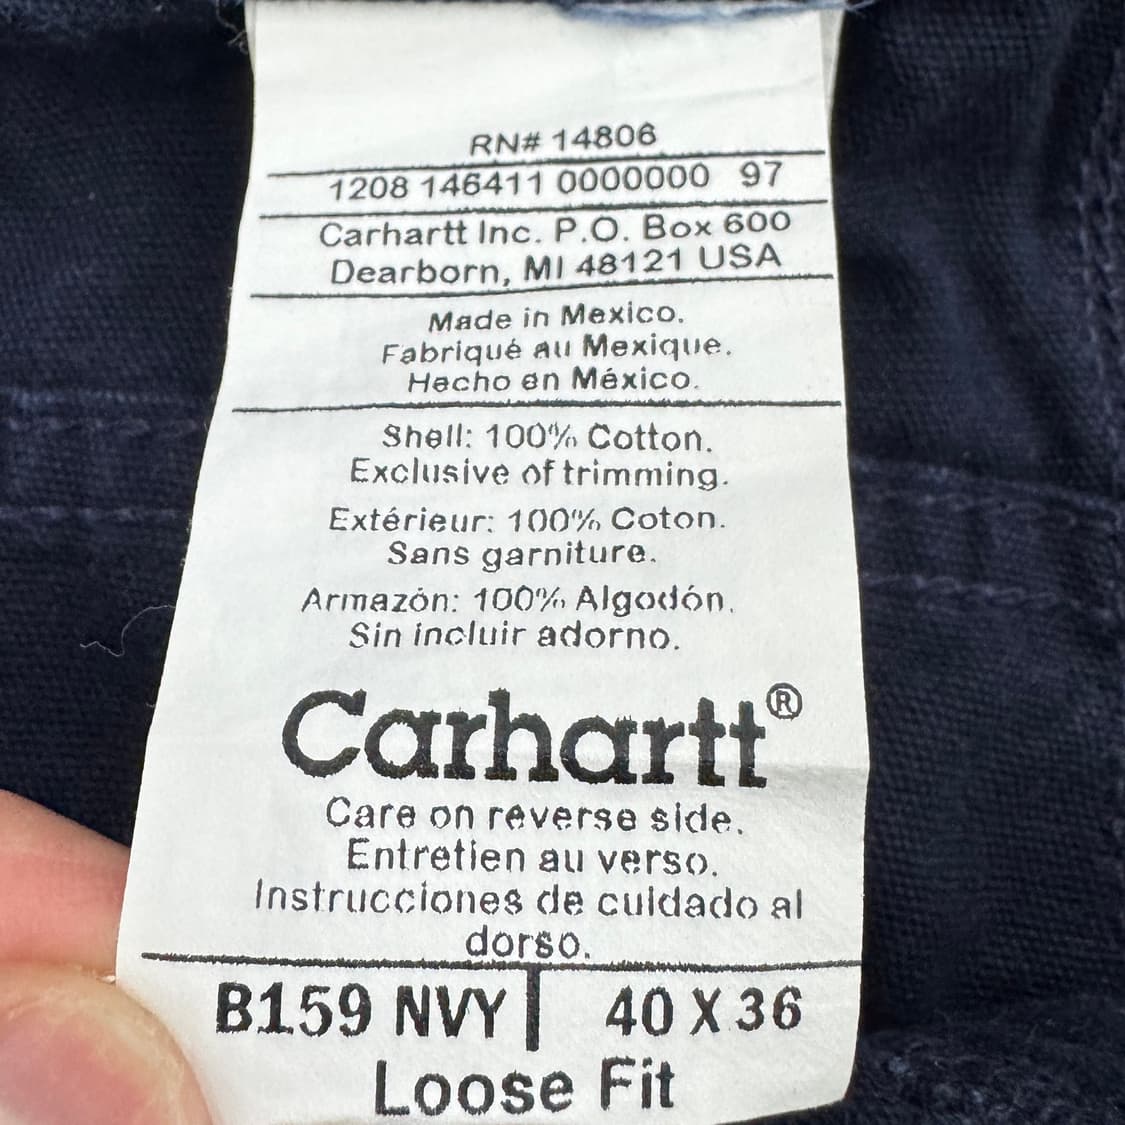 RN# 14806
1208 146411 0000000 97
Carhartt Inc. P.O. Box 600
Dearborn, MI 48121 USA
Made in Mexico.
Fabriqué au Mexique.
Hecho en México.
Shell: 100% Cotton.
Exclusive of trimming.
Extérieur: 100% Coton.
Sans garniture.
Armazón: 100% Algodón.
Sin incluir adorno.
Carhartt®
Care on reverse side.
Entretien au verso.
Instrucciones de cuidado al
dorso.
B159 NVY | 40 X 36
Loose Fit